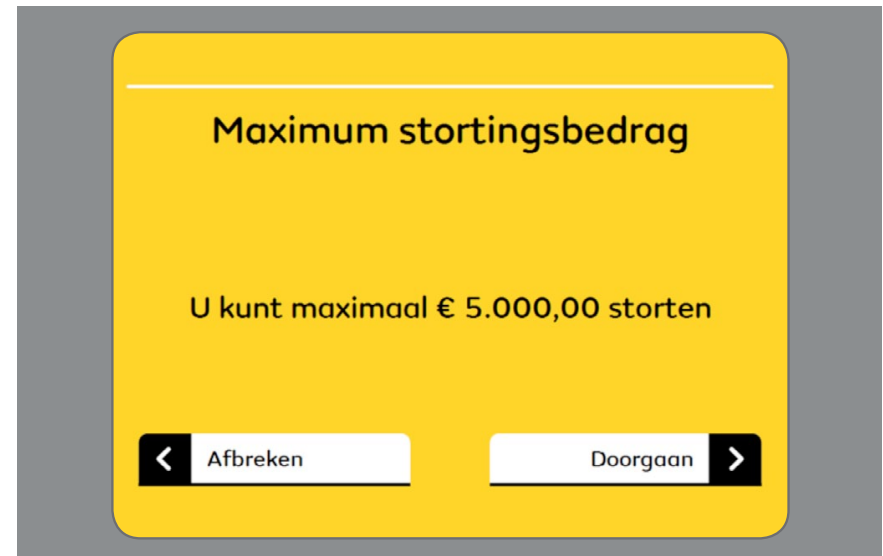 Maximum stortingsbedrag
U kunt maximaal € 5.000,00 storten
Afbreken
Doorgaan